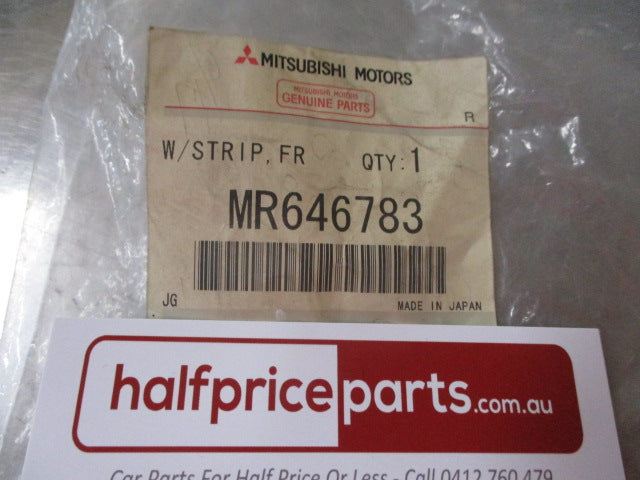 MITSUBISHI MOTORS
MITSUBISHI MOTORS
GENUINE PARTS
R
W/STRIP, FR QTY:1
MR646783
JG MADE IN JAPAN
halfpriceparts.com.au
Car Parts For Half Price Or Less - Call 0412 760 479